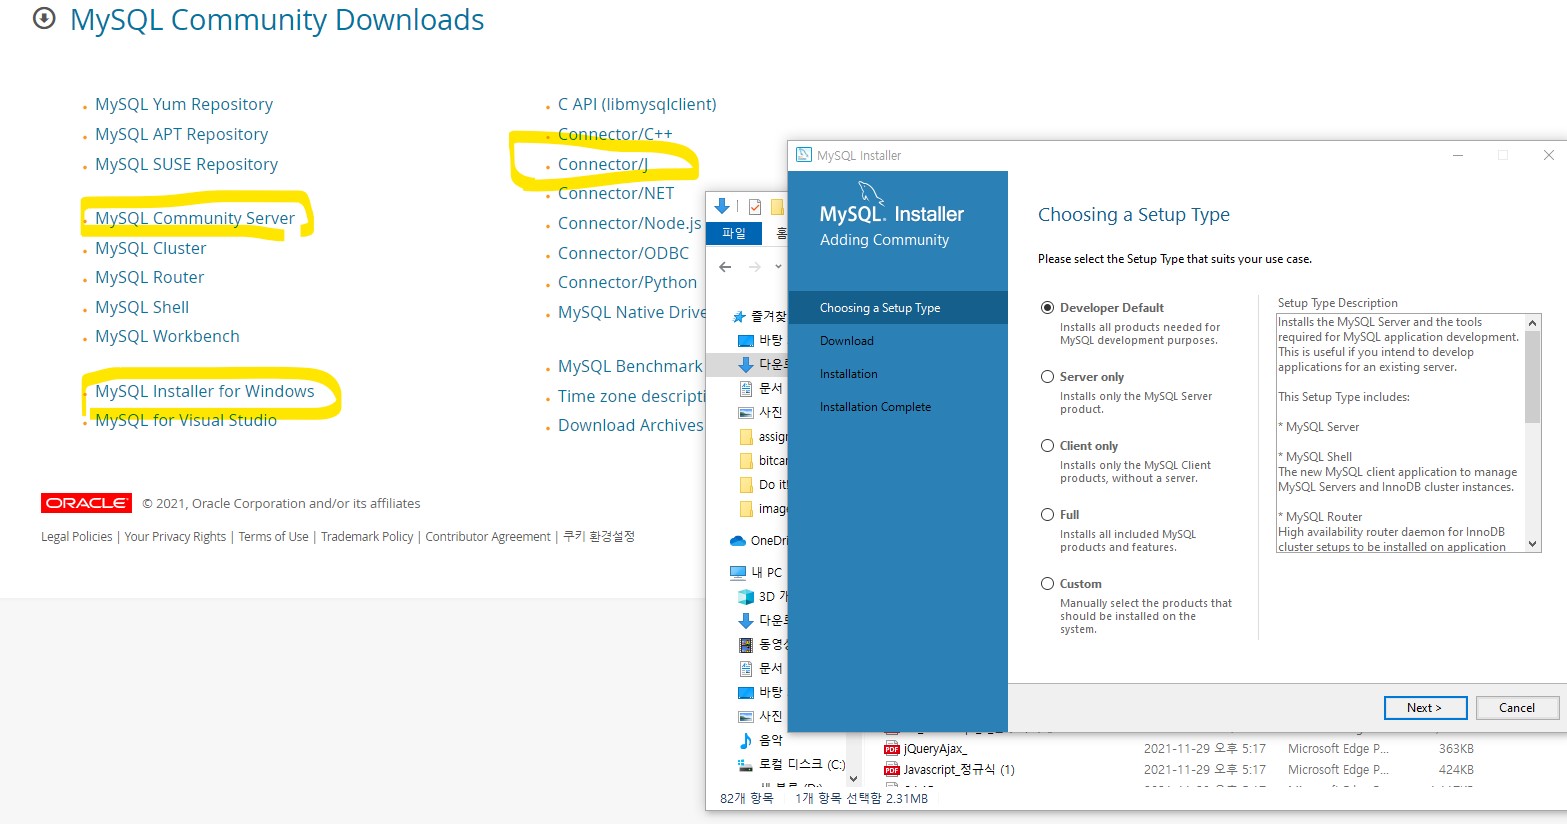 MySQL Community Downloads
MySQL Yum Repository
MySQL APT Repository
MySQL SUSE Repository
MySQL Community Server
MySQL Cluster
MySQL Router
MySQL Shell
MySQL Workbench
MySQL Installer for Windows
MySQL for Visual Studio
C API (libmysqlclient)
Connector/C++
Connector/J
Connector/NET
Connector/Node.js
Connector/ODBC
Connector/Python
MySQL Native Drive
MySQL Benchmark
Time zone descripti
Download Archives
ORACLE © 2021, Oracle Corporation and/or its affiliates
Legal Policies | Your Privacy Rights | Terms of Use | Trademark Policy | Contributor Agreement | 쿠키 환경설정
파일 홈
즐겨찾
바탕
다운로
문서
사진
assign
bitcan
Do it!
image
OneDri
내 PC
3D 개
다운로
동영상
문서
바탕
사진
음악
로컬 디스크 (C:)
MySQL Installer
MySQL. Installer
Adding Community
Choosing a Setup Type
Download
Installation
Installation Complete
Choosing a Setup Type
Please select the Setup Type that suits your use case.
Developer Default
Installs all products needed for
MySQL development purposes.
Server only
Installs only the MySQL Server
product.
Client only
Installs only the MySQL Client
products, without a server.
Full
Installs all included MySQL
products and features.
Custom
Manually select the products that
should be installed on the
system.
Setup Type Description
Installs the MySQL Server and the tools
required for MySQL application development.
This is useful if you intend to develop
applications for an existing server.
This Setup Type includes:
* MySQL Server
* MySQL Shell
The new MySQL client application to manage
MySQL Servers and InnoDB cluster instances.
* MySQL Router
High availability router daemon for InnoDB
cluster setups to be installed on application
Next >
Cancel
jQueryAjax_ 2021-11-29 오후 5:17 Microsoft Edge P... 363KB
Javascript_정규식 (1) 2021-11-29 오후 5:17 Microsoft Edge P... 424KB
82개 항목 1개 항목 선택함 2.31MB